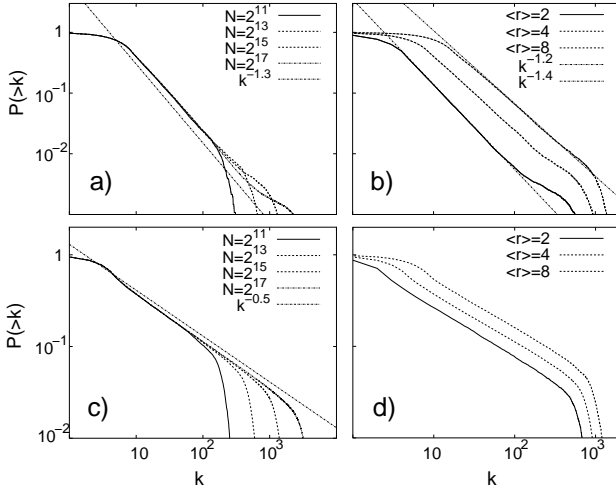 N=2^11
N=2^13
N=2^15
N=2^17
k^-1.3
1
10^-1
10^-2
P(>k)
a)
<r>=2
<r>=4
<r>=8
k^-1.2
k^-1.4
b)
N=2^11
N=2^13
N=2^15
N=2^17
k^-0.5
1
10^-1
10^-2
P(>k)
c)
10
10^2
10^3
k
<r>=2
<r>=4
<r>=8
d)
10
10^2
10^3
k